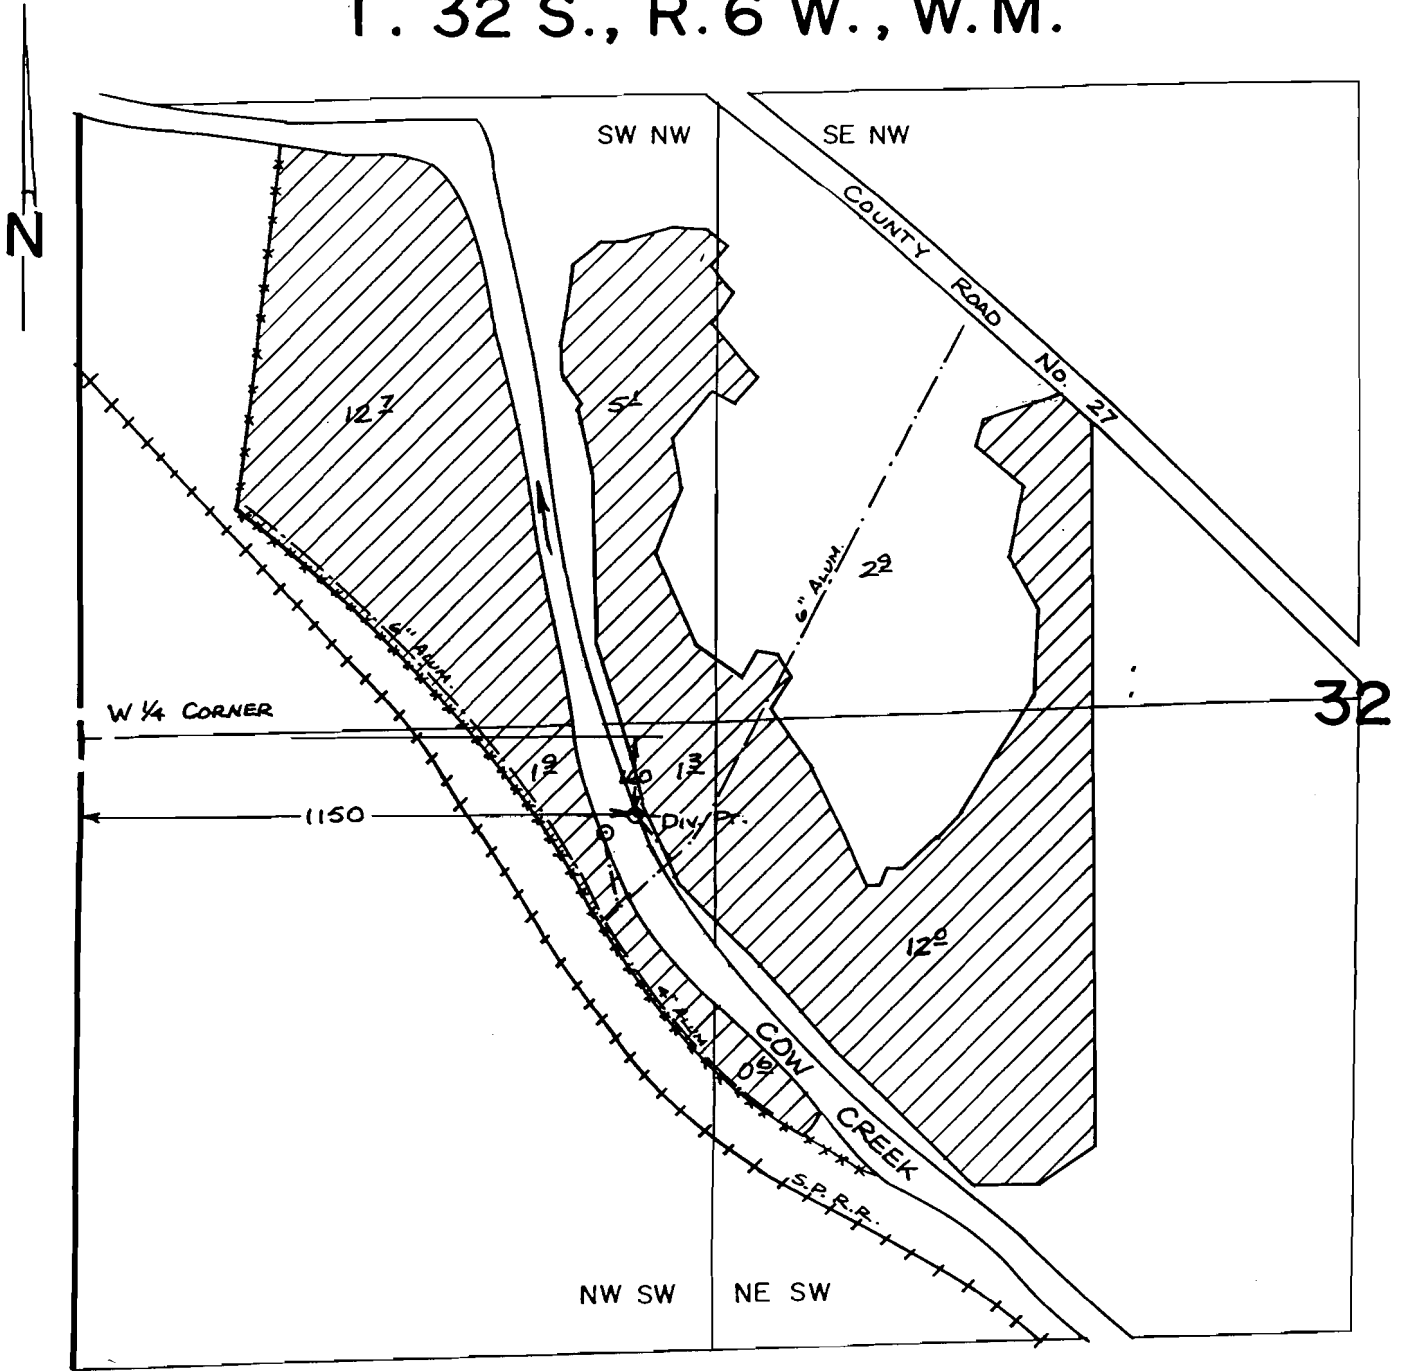 T. 32 S., R. 6 W., W.M.
N
SW NW
SE NW
COUNTY ROAD No. 27
12 7
5 1
6" ALUM.
2 9
6" ALUM.
W 1/4 CORNER
32
1 9
1 3
1150
DIV. PT.
12 0
4" ALUM
0 6
COW CREEK
S.P.R.R.
NW SW
NE SW